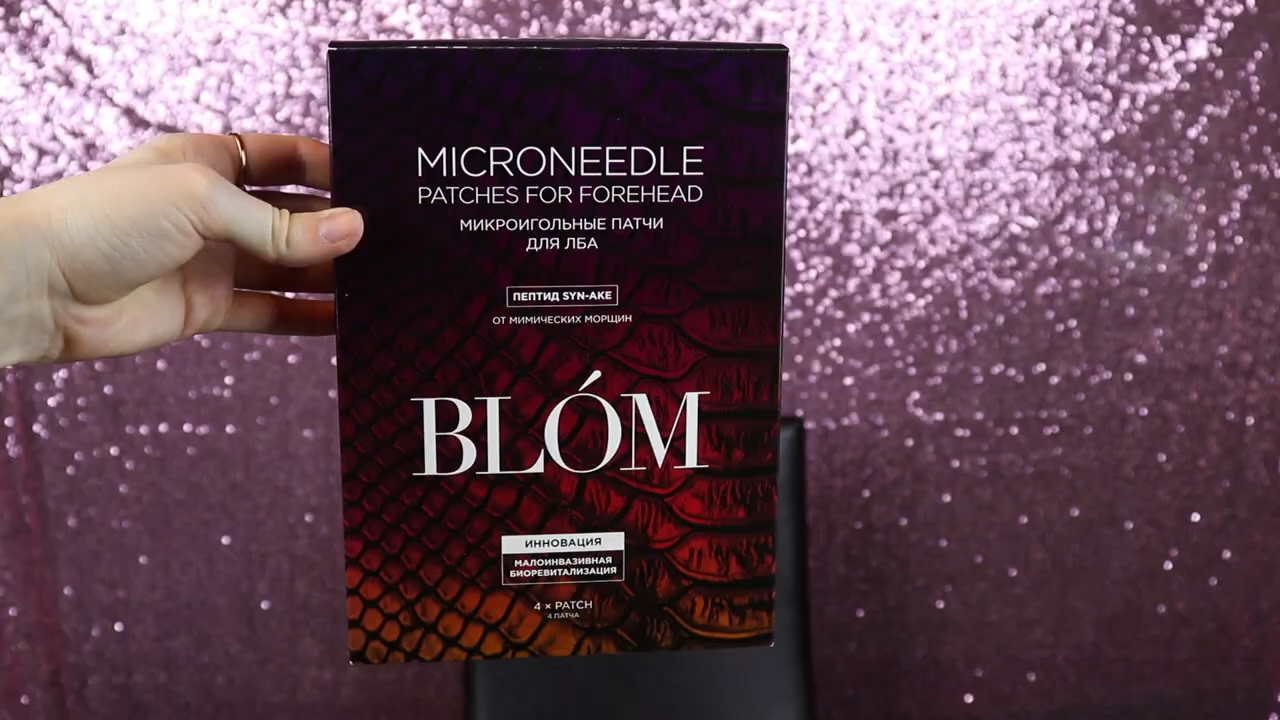 MICRONEEDLE
PATCHES FOR FOREHEAD
МИКРОИГОЛЬНЫЕ ПАТЧИ
ДЛЯ ЛБА
ПЕПТИД SYN-AKE
ОТ МИМИЧЕСКИХ МОРЩИН
BLÓM
ИННОВАЦИЯ
МАЛОИНВАЗИВНАЯ
БИОРЕВИТАЛИЗАЦИЯ
4 × PATCH
4 ПАТЧА